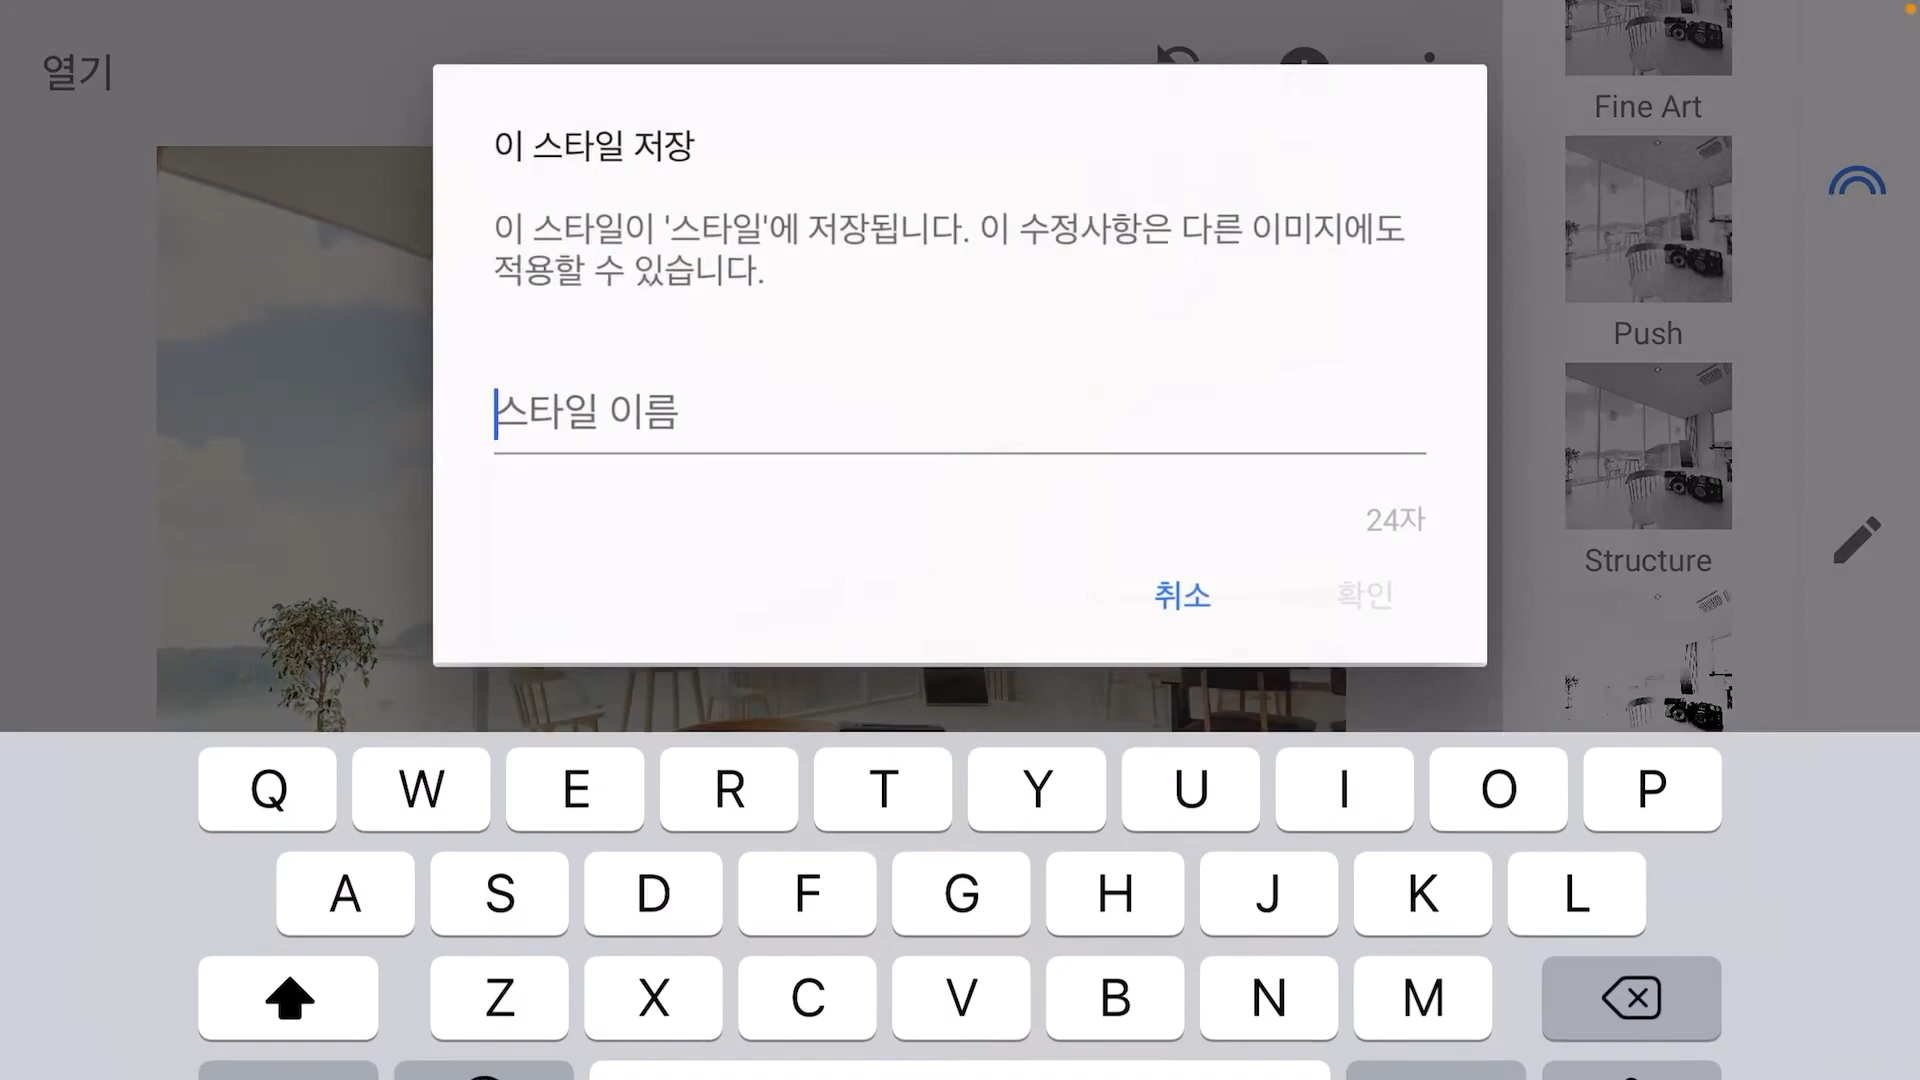 열기
이 스타일 저장
이 스타일이 '스타일'에 저장됩니다. 이 수정사항은 다른 이미지에도
적용할 수 있습니다.
스타일 이름
24자
취소 확인
Fine Art
Push
Structure
Q W E R T Y U I O P
A S D F G H J K L
Z X C V B N M